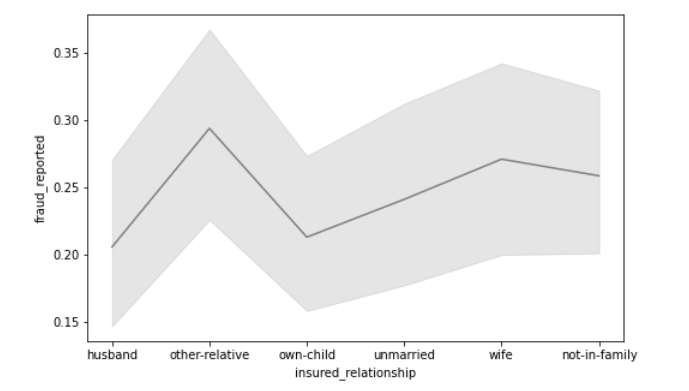 0.35
0.30
0.25
0.20
0.15
fraud_reported
husband other-relative own-child unmarried wife not-in-family
insured_relationship